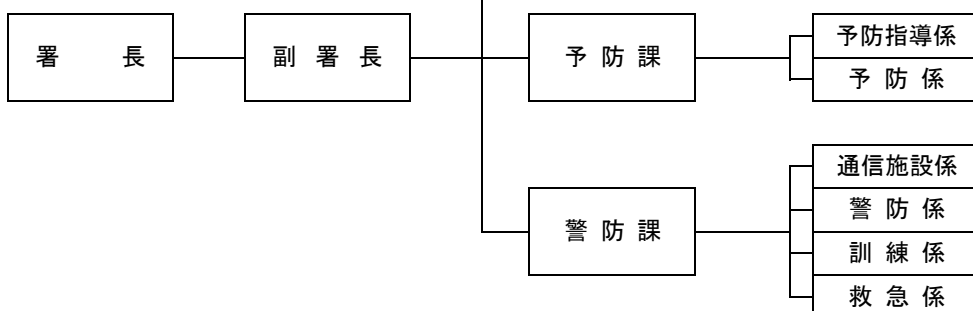 署長
副署長
予防課
予防指導係
予防係
警防課
通信施設係
警防係
訓練係
救急係